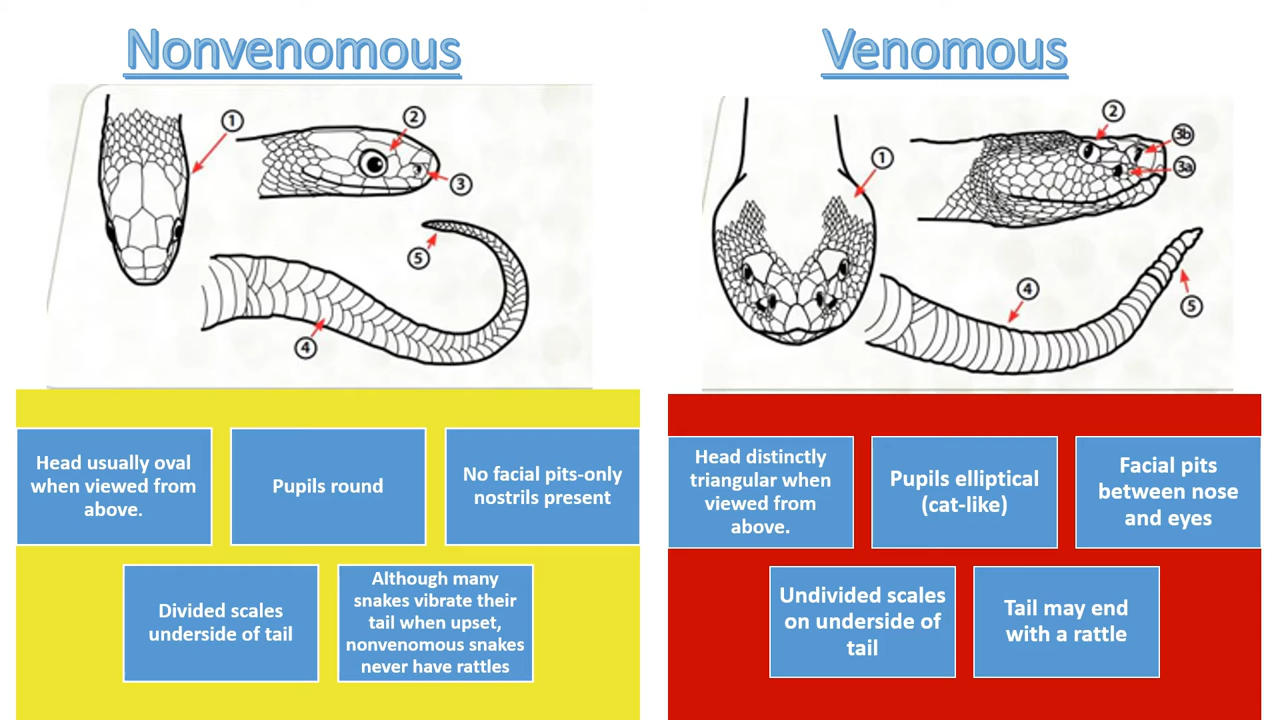 Nonvenomous
1
2
3
4
5
Head usually oval
when viewed from
above.
Pupils round
No facial pits-only
nostrils present
Divided scales
underside of tail
Although many
snakes vibrate their
tail when upset,
nonvenomous snakes
never have rattles
Venomous
1
2
3b
3a
4
5
Head distinctly
triangular when
viewed from
above.
Pupils elliptical
(cat-like)
Facial pits
between nose
and eyes
Undivided scales
on underside of
tail
Tail may end
with a rattle